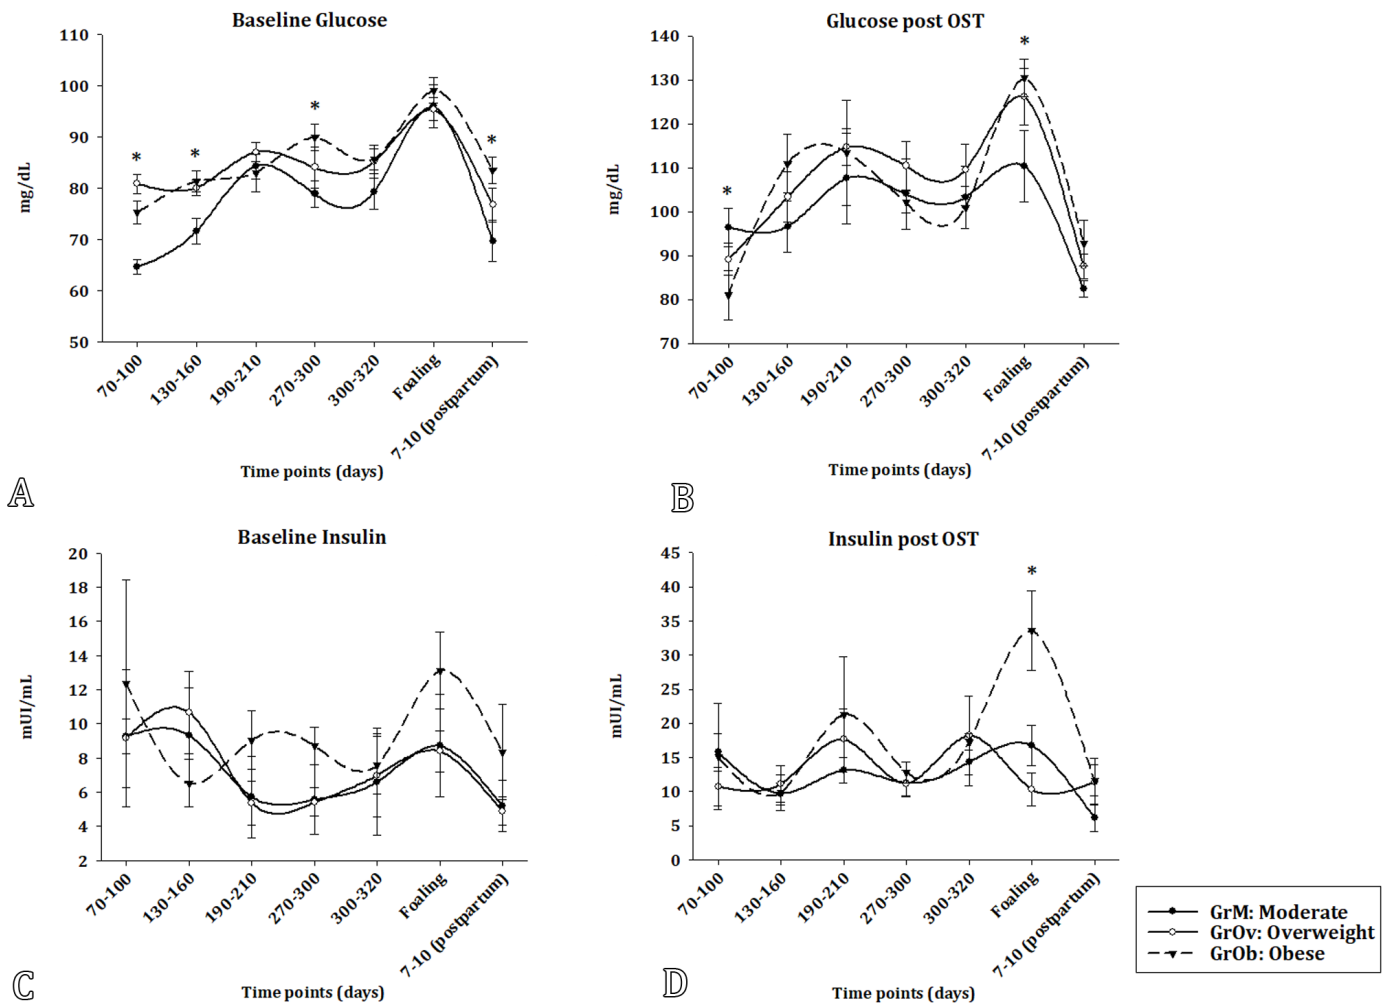 Baseline Glucose
110
100
90
80
70
60
50
mg/dL
*
*
*
*
70-100
130-160
190-210
270-300
300-320
Foaling
7-10 (postpartum)
Time points (days)
A
Glucose post OST
140
130
120
110
100
90
80
70
mg/dL
*
*
70-100
130-160
190-210
270-300
300-320
Foaling
7-10 (postpartum)
Time points (days)
B
Baseline Insulin
20
18
16
14
12
10
8
6
4
2
mUI/mL
70-100
130-160
190-210
270-300
300-320
Foaling
7-10 (postpartum)
Time points (days)
C
Insulin post OST
45
40
35
30
25
20
15
10
5
0
mUI/mL
*
70-100
130-160
190-210
270-300
300-320
Foaling
7-10 (postpartum)
Time points (days)
D
GrM: Moderate
GrOv: Overweight
GrOb: Obese